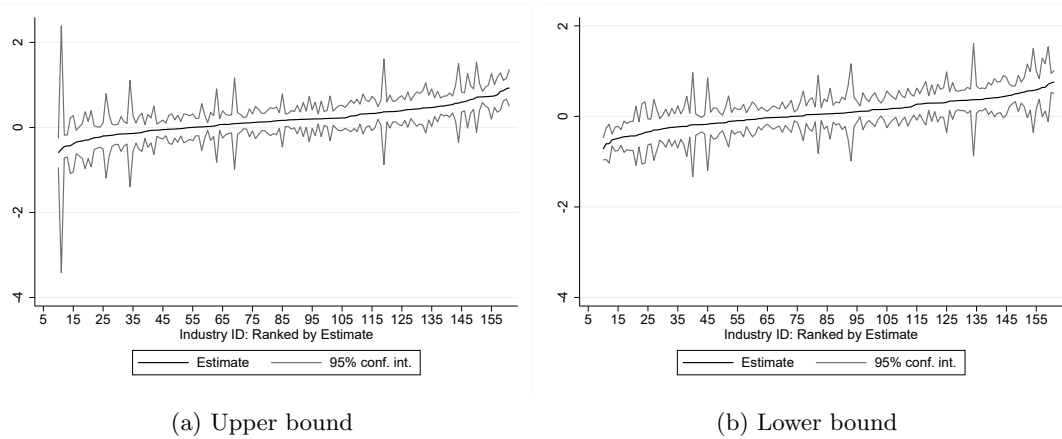 2
0
-2
-4
5 15 25 35 45 55 65 75 85 95 105 115 125 135 145 155
Industry ID: Ranked by Estimate
Estimate 95% conf. int.
(a) Upper bound
2
0
-2
-4
5 15 25 35 45 55 65 75 85 95 105 115 125 135 145 155
Industry ID: Ranked by Estimate
Estimate 95% conf. int.
(b) Lower bound